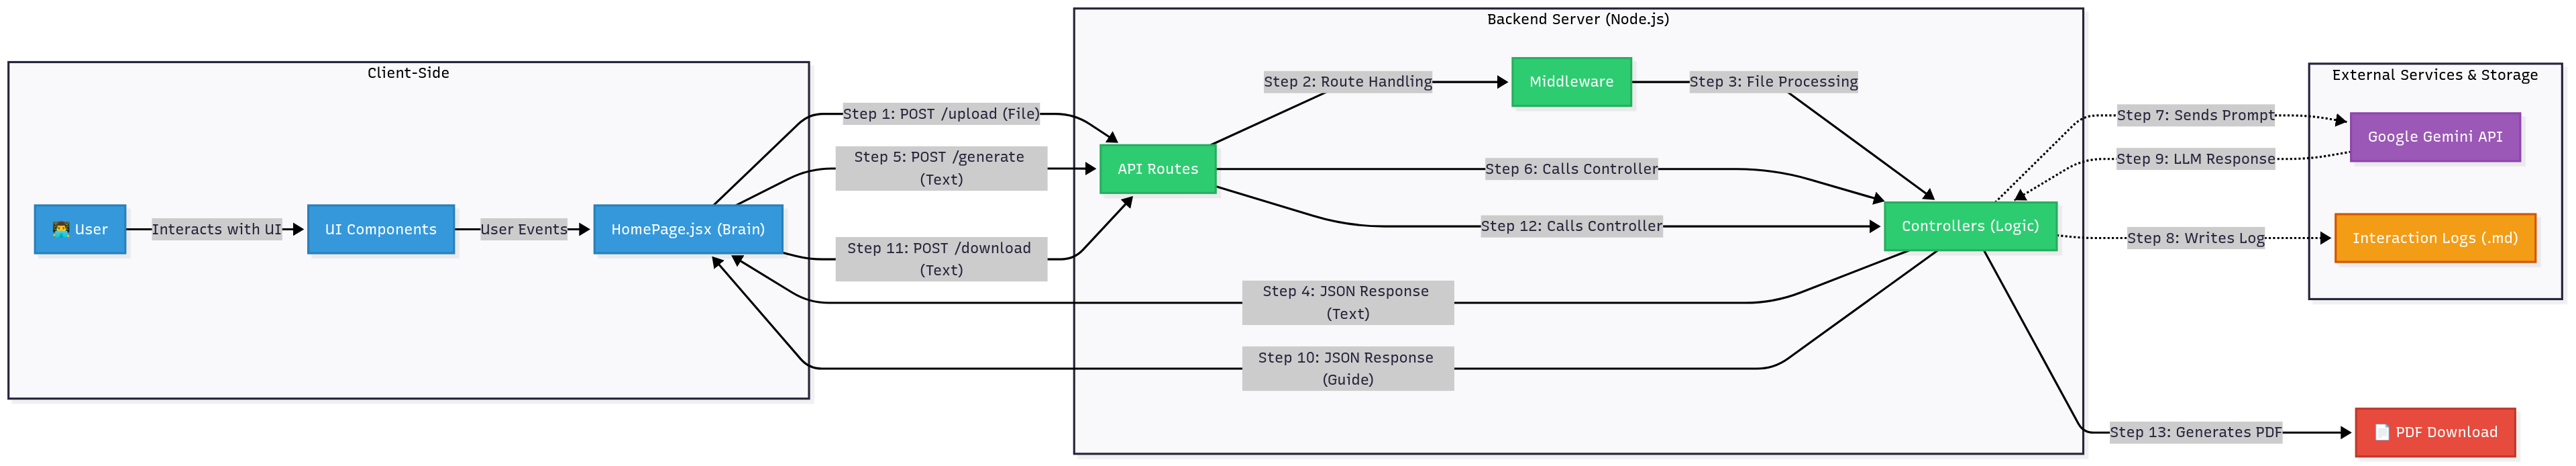 Backend Server (Node.js)
Client-Side
External Services & Storage
👨‍💻 User
Interacts with UI
UI Components
User Events
HomePage.jsx (Brain)
Step 1: POST /upload (File)
Step 5: POST /generate
(Text)
Step 11: POST /download
(Text)
API Routes
Step 2: Route Handling
Middleware
Step 3: File Processing
Step 6: Calls Controller
Step 12: Calls Controller
Controllers (Logic)
Step 4: JSON Response
(Text)
Step 10: JSON Response
(Guide)
Step 7: Sends Prompt
Step 9: LLM Response
Step 8: Writes Log
Google Gemini API
Interaction Logs (.md)
Step 13: Generates PDF
📄 PDF Download